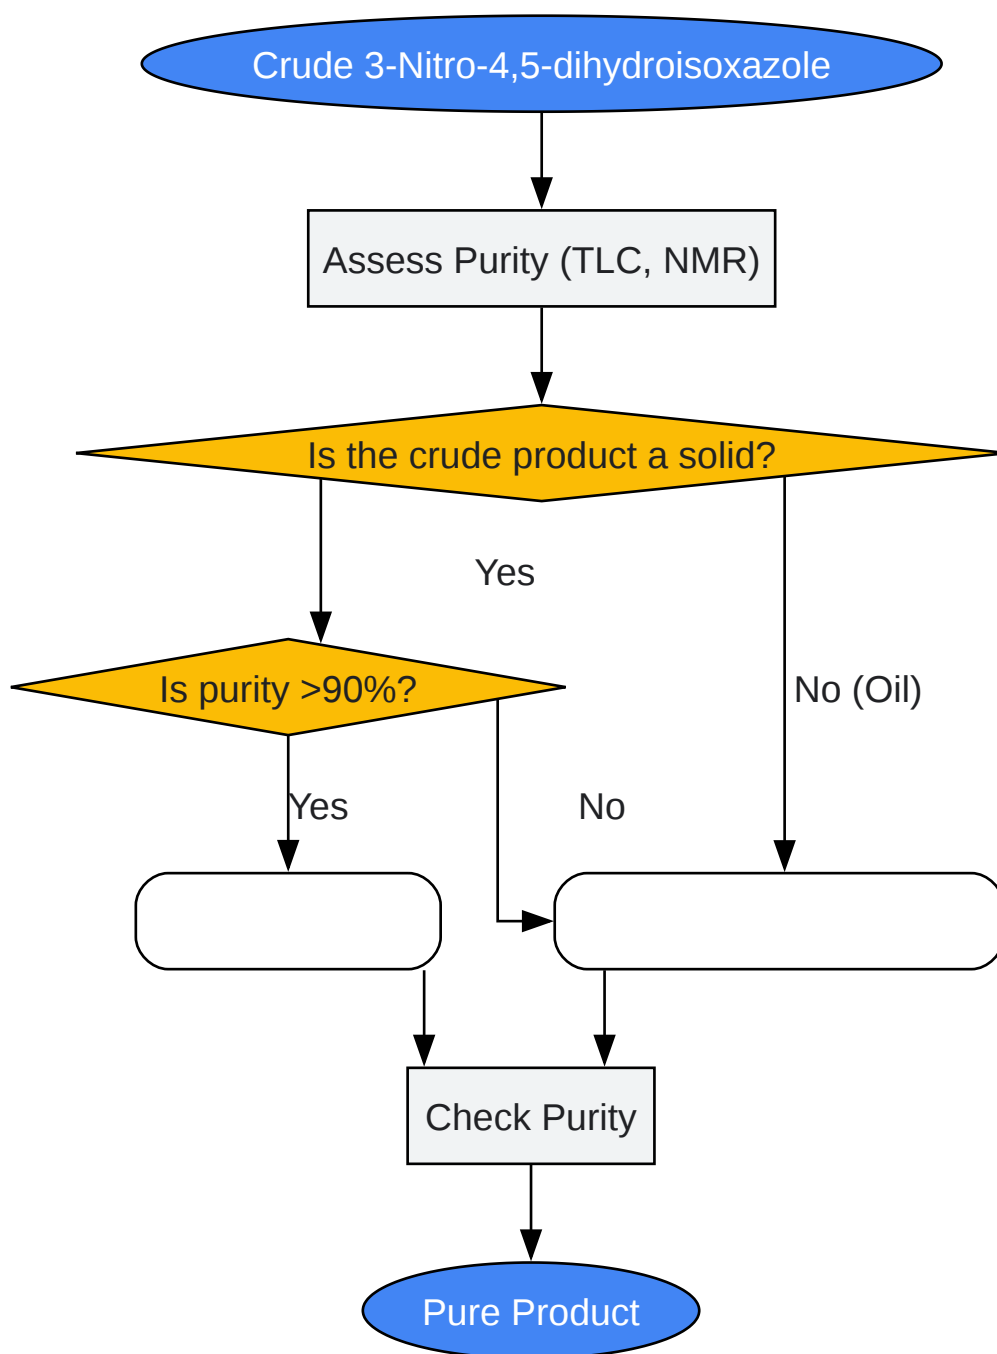 Crude 3-Nitro-4,5-dihydroisoxazole
Assess Purity (TLC, NMR)
Is the crude product a solid?
Yes
Is purity >90%?
No (Oil)
Yes
No
Check Purity
Pure Product